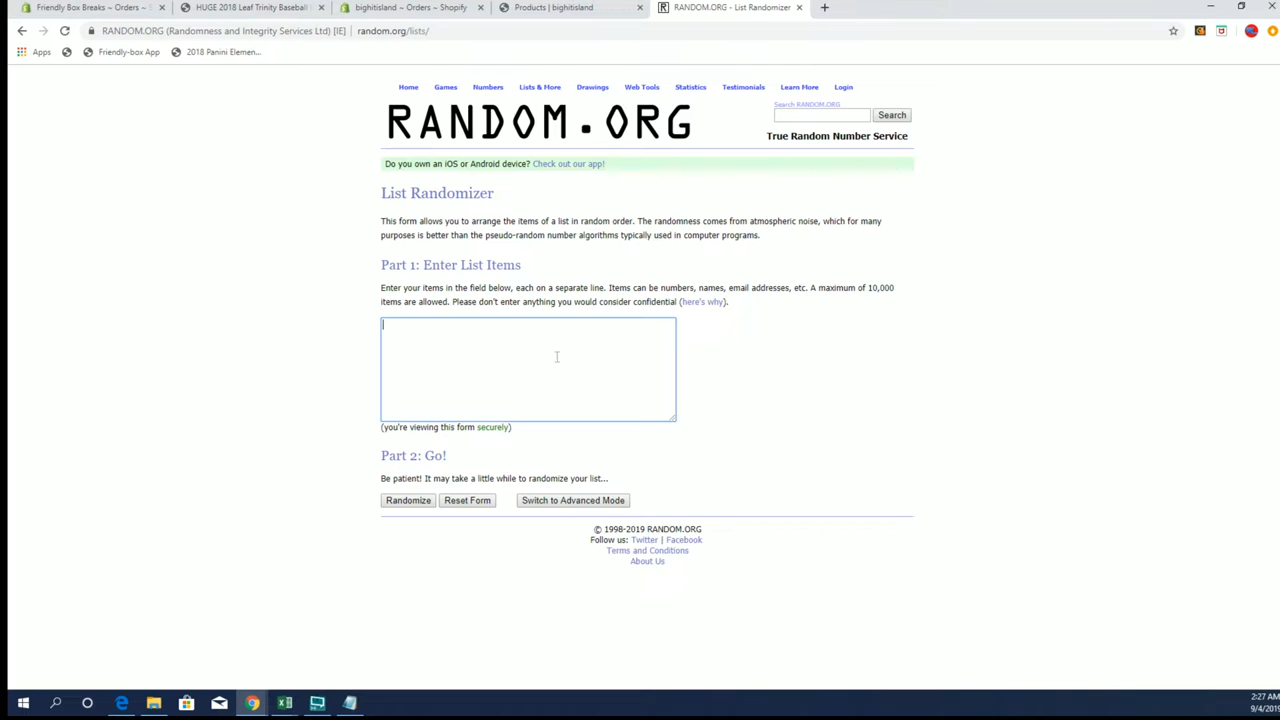 Friendly Box Breaks ~ Orders ~ S
HUGE 2018 Leaf Trinity Baseball
bighitisland ~ Orders ~ Shopify
Products | bighitisland
RANDOM.ORG - List Randomizer
RANDOM.ORG (Randomness and Integrity Services Ltd) [IE] | random.org/lists/
Apps
Friendly-box App
2018 Panini Elemen...
Home Games Numbers Lists & More Drawings Web Tools Statistics Testimonials Learn More Login
RANDOM.ORG
Search RANDOM.ORG
Search
True Random Number Service
Do you own an iOS or Android device? Check out our app!
List Randomizer
This form allows you to arrange the items of a list in random order. The randomness comes from atmospheric noise, which for many
purposes is better than the pseudo-random number algorithms typically used in computer programs.
Part 1: Enter List Items
Enter your items in the field below, each on a separate line. Items can be numbers, names, email addresses, etc. A maximum of 10,000
items are allowed. Please don't enter anything you would consider confidential (here's why).
(you're viewing this form securely)
Part 2: Go!
Be patient! It may take a little while to randomize your list...
Randomize Reset Form Switch to Advanced Mode
© 1998-2019 RANDOM.ORG
Follow us: Twitter | Facebook
Terms and Conditions
About Us
2:27 AM
9/4/2019